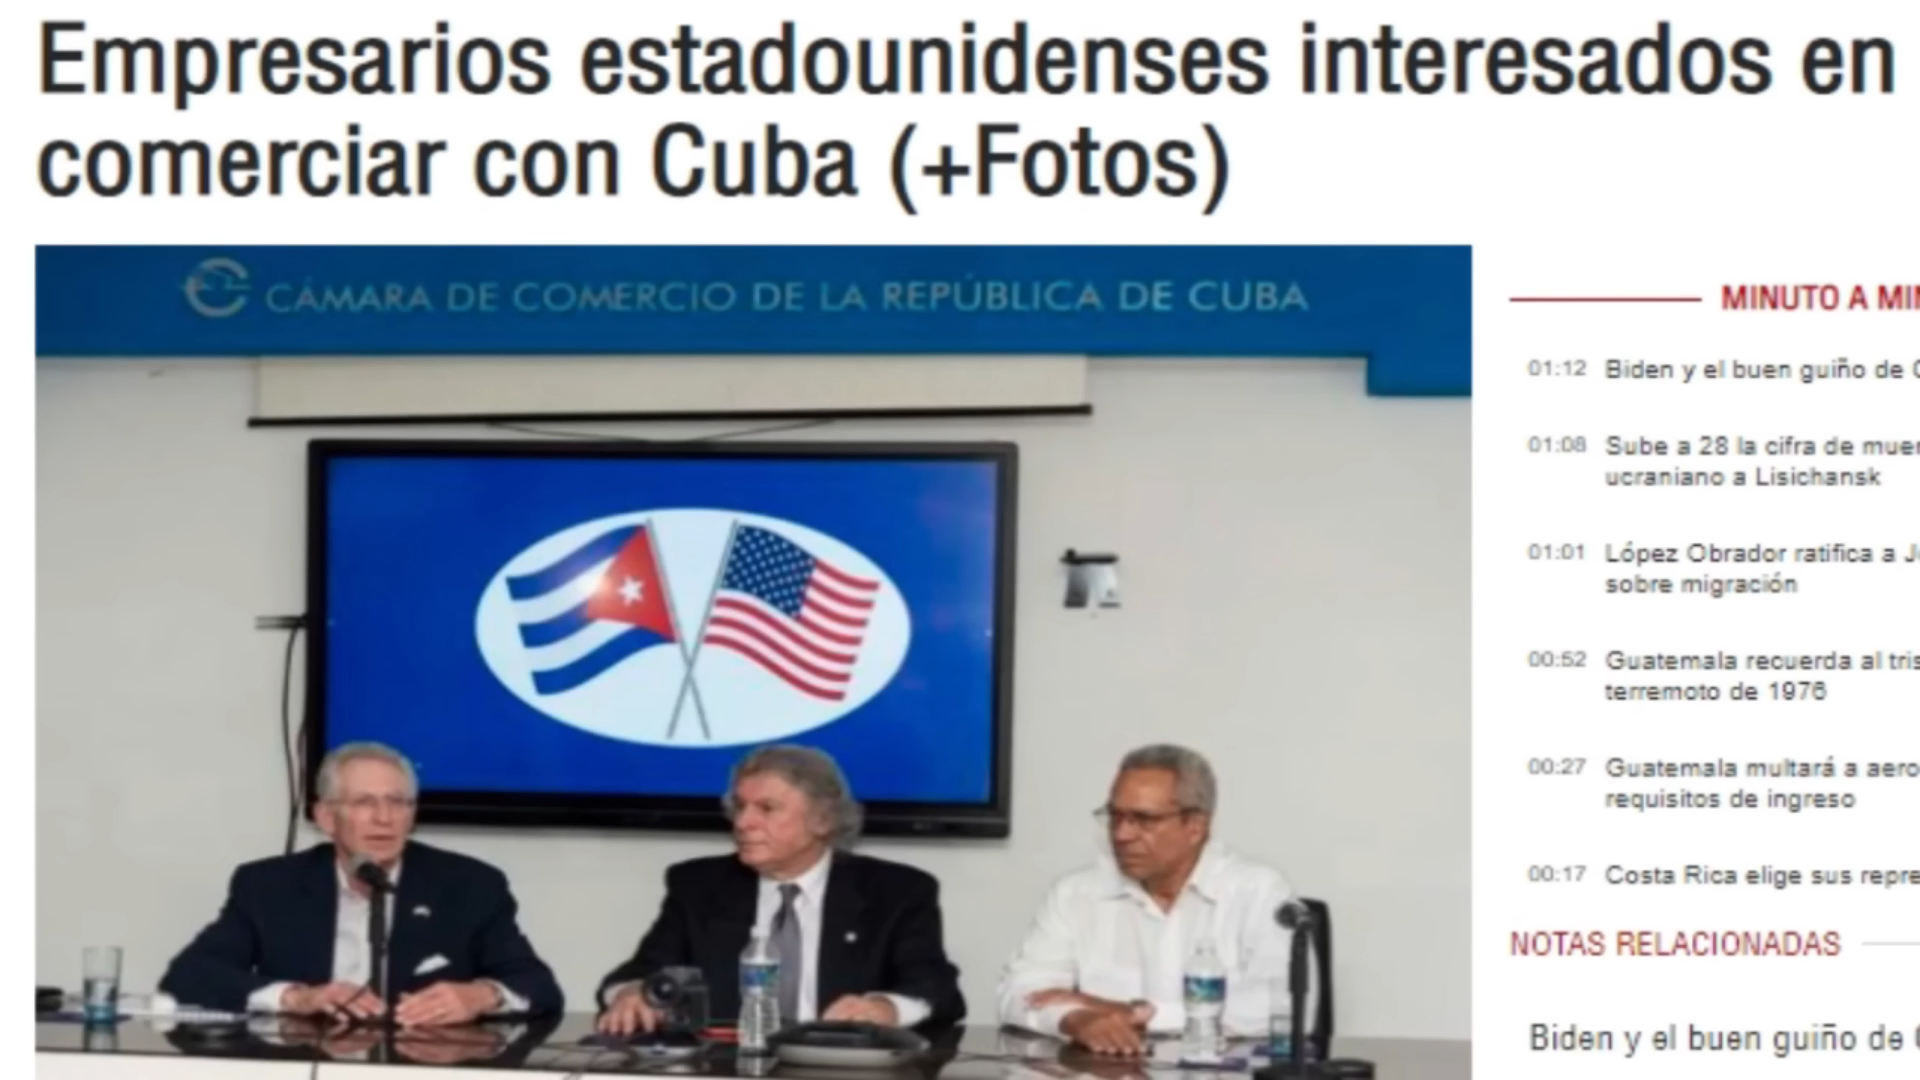 Empresarios estadounidenses interesados en
comerciar con Cuba (+Fotos)
CÁMARA DE COMERCIO DE LA REPÚBLICA DE CUBA
MINUTO A
01:12 Biden y el buen guiño de
01:08 Sube a 28 la cifra de
ucraniano a Lisichansk
01:01 López Obrador ratifica a
sobre migración
00:52 Guatemala recuerda al
terremoto de 1976
00:27 Guatemala multará a
requisitos de ingreso
00:17 Costa Rica elige sus
NOTAS RELACIONADAS
Biden y el buen guiño de